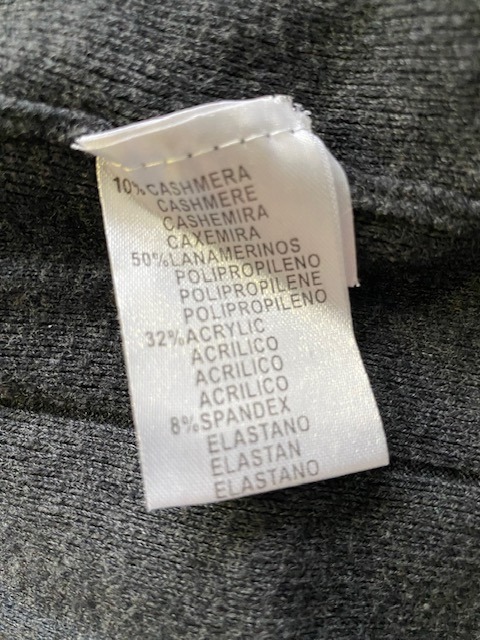 10% CASHMERA
CASHMERE
CASHEMIRA
CAXEMIRA
50% LANAMERINOS
POLIPROPILENO
POLIPROPILENE
POLIPROPILENO
32% ACRYLIC
ACRILICO
ACRILICO
ACRILICO
8% SPANDEX
ELASTANO
ELASTAN
ELASTANO